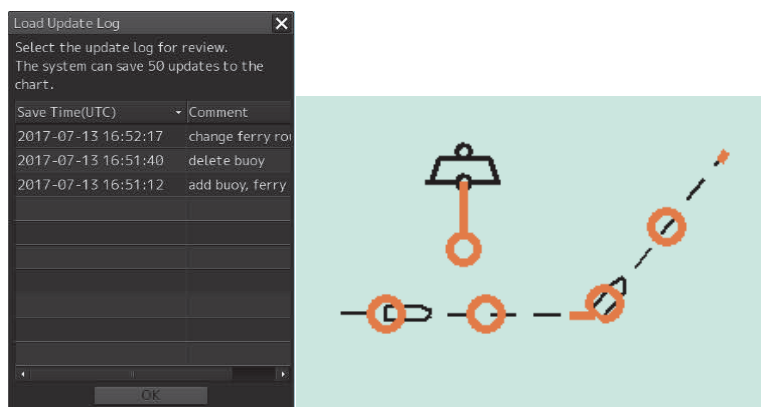 Load Update Log
Select the update log for review.
The system can save 50 updates to the
chart.
Save Time(UTC) Comment
2017-07-13 16:52:17 change ferry
2017-07-13 16:51:40 delete buoy
2017-07-13 16:51:12 add buoy, ferry
OK